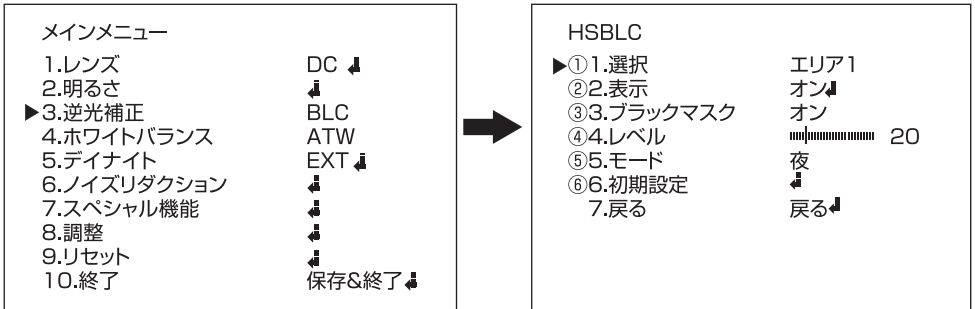 メインメニュー
1.レンズ DC
2.明るさ
▶3.逆光補正 BLC
4.ホワイトバランス ATW
5.デイナイト EXT
6.ノイズリダクション
7.スペシャル機能
8.調整
9.リセット
10.終了 保存&終了
HSBLC
▶①1.選択 エリア1
②2.表示 オン
③3.ブラックマスク オン
④4.レベル 20
⑤5.モード 夜
⑥6.初期設定
7.戻る 戻る